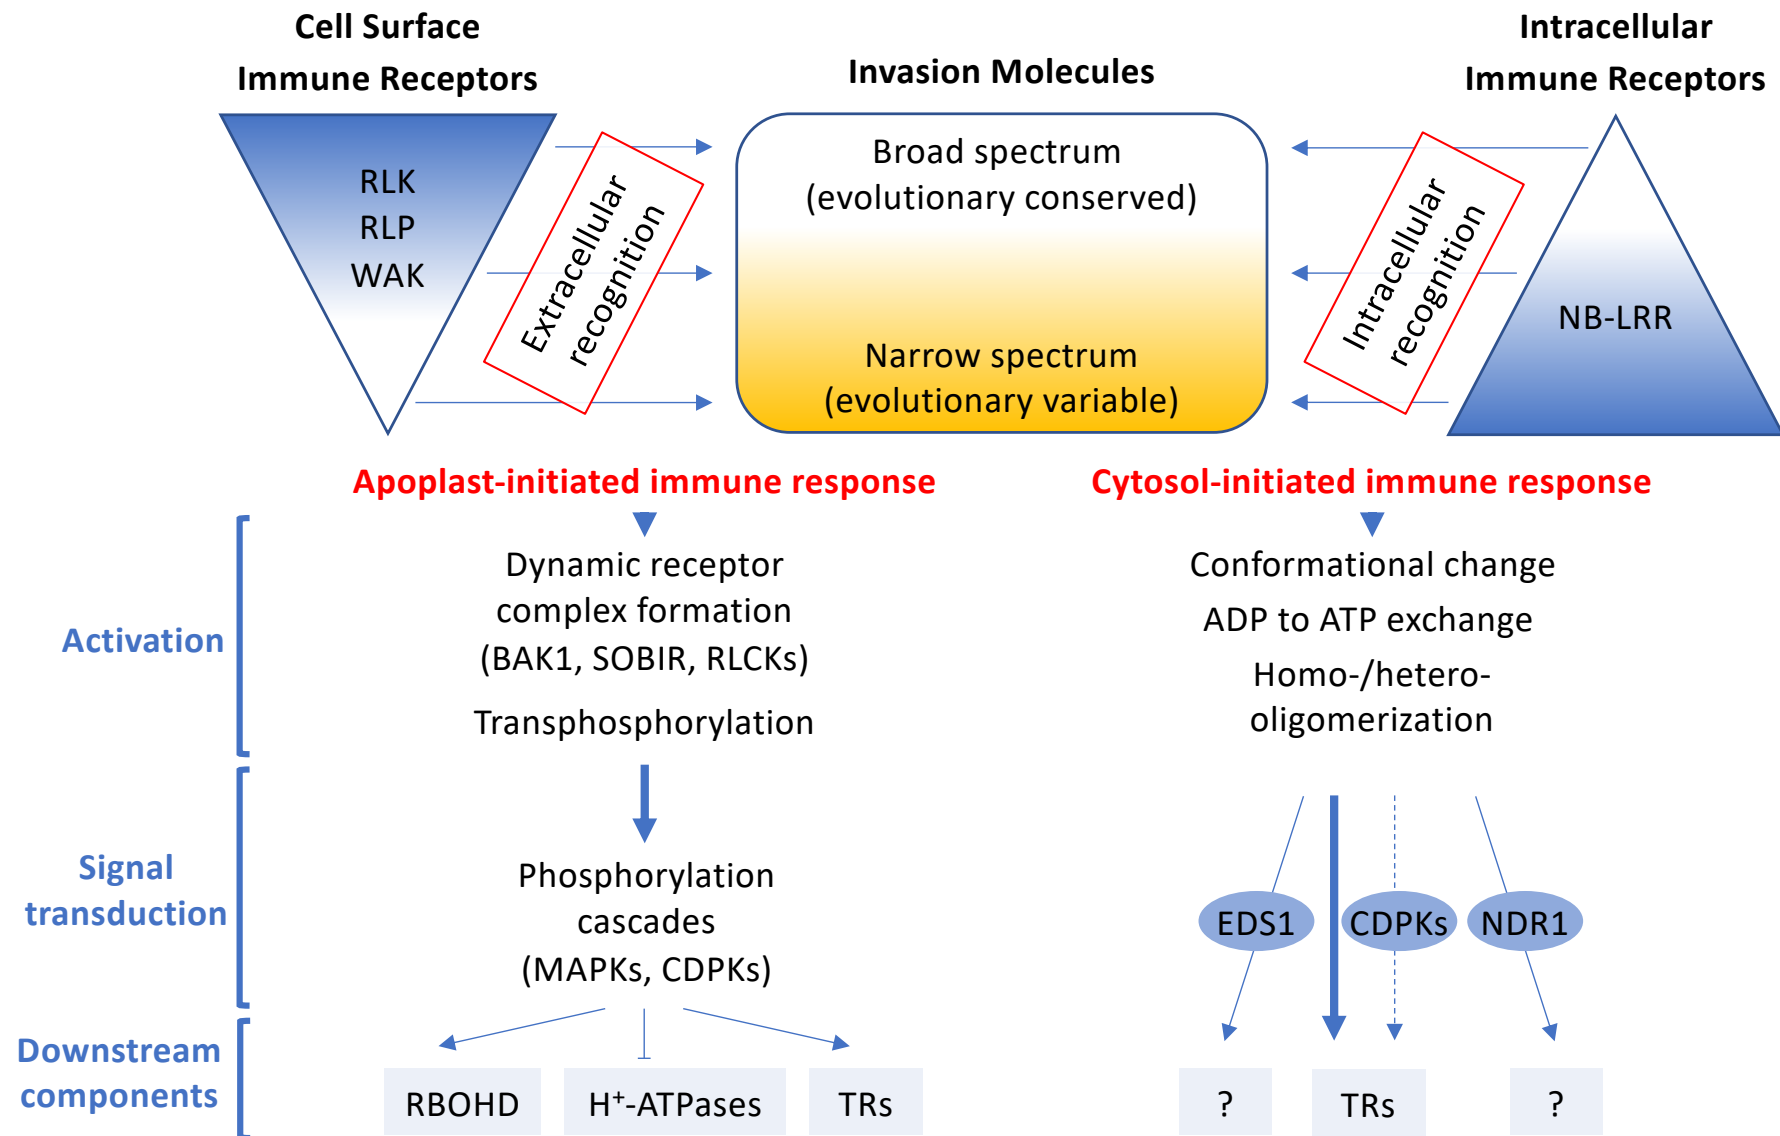 Cell Surface
Immune Receptors
Invasion Molecules
Intracellular
Immune Receptors
RLK
RLP
WAK
Extracellular
recognition
Broad spectrum
(evolutionary conserved)
Narrow spectrum
(evolutionary variable)
Intracellular
recognition
NB-LRR
Apoplast-initiated immune response
Cytosol-initiated immune response
Activation
Dynamic receptor
complex formation
(BAK1, SOBIR, RLCKs)
Transphosphorylation
Conformational change
ADP to ATP exchange
Homo-/hetero-
oligomerization
Signal
transduction
Phosphorylation
cascades
(MAPKs, CDPKs)
EDS1
CDPKs
NDR1
Downstream
components
RBOHD
H⁺-ATPases
TRs
?
TRs
?